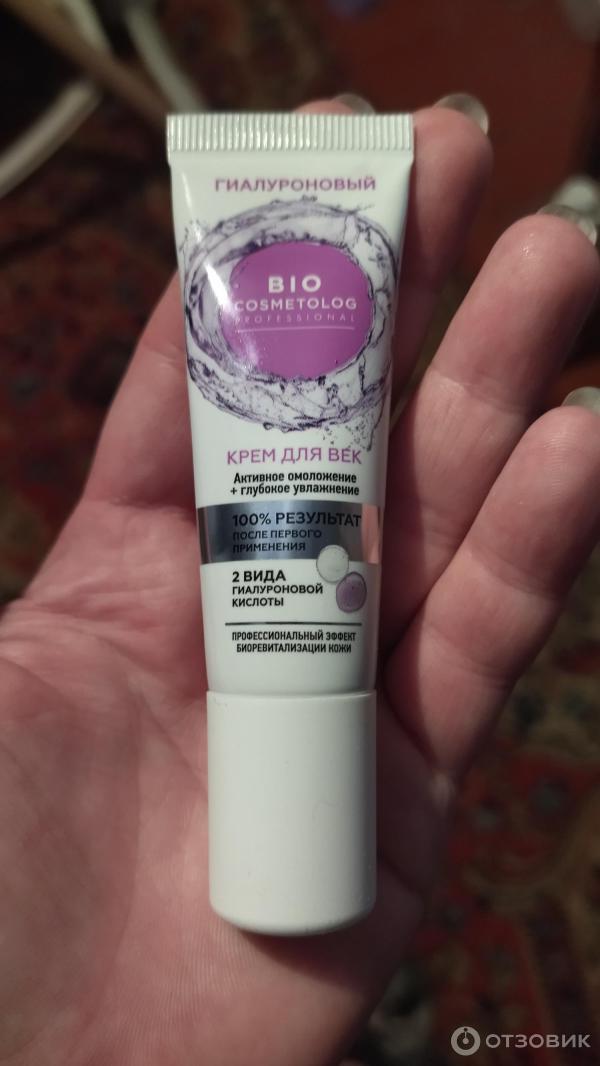 ГИАЛУРОНОВЫЙ
BIO
COSMETOLOG
PROFESSIONAL
КРЕМ ДЛЯ ВЕК
Активное омоложение
+ глубокое увлажнение
100% РЕЗУЛЬТАТ
ПОСЛЕ ПЕРВОГО
ПРИМЕНЕНИЯ
2 ВИДА
ГИАЛУРОНОВОЙ
КИСЛОТЫ
ПРОФЕССИОНАЛЬНЫЙ ЭФФЕКТ
БИОРЕВИТАЛИЗАЦИИ КОЖИ
ОТЗОВИК